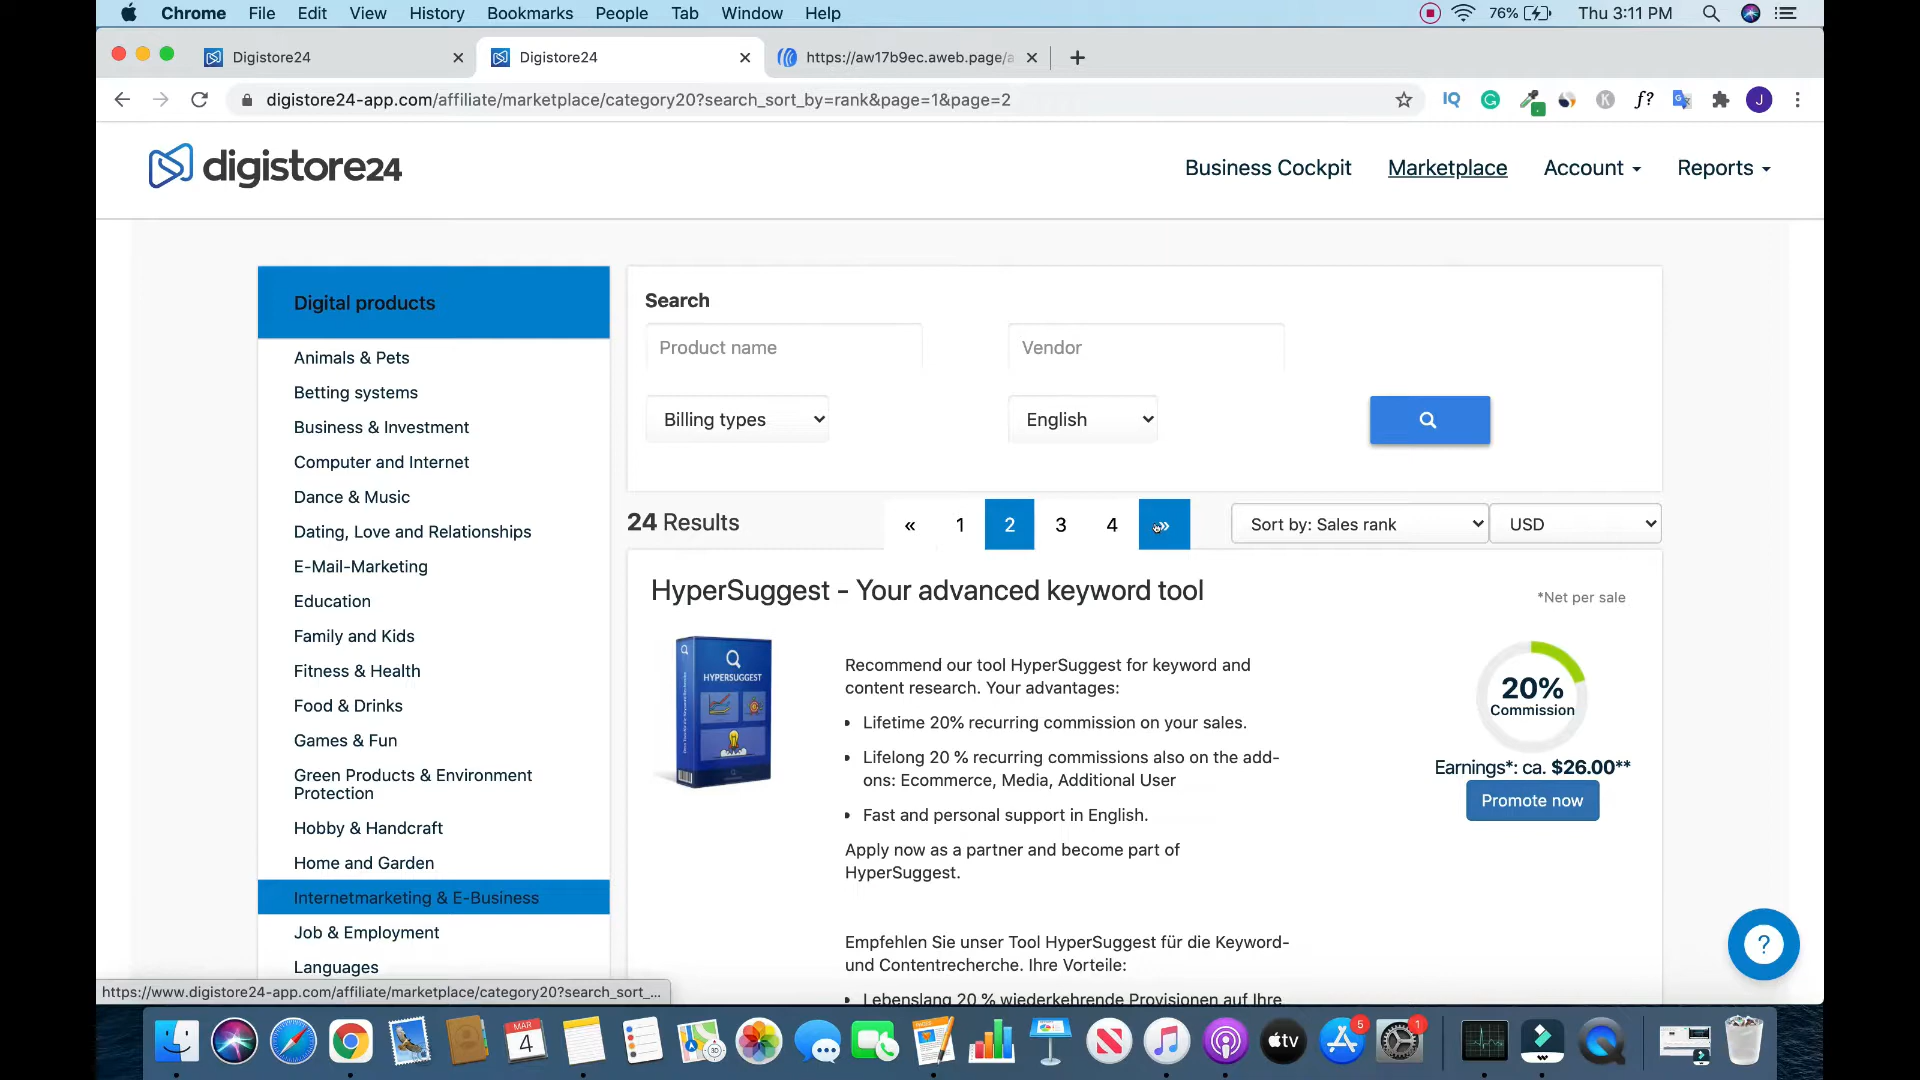 Chrome File Edit View History Bookmarks People Tab Window Help
76% Thu 3:11 PM
Digistore24
Digistore24
https://aw17b9ec.aweb.page/a
digistore24-app.com/affiliate/marketplace/category20?search_sort_by=rank&page=1&page=2
IQ
K
f?
J
digistore24
Business Cockpit Marketplace Account Reports
Digital products
Animals & Pets
Betting systems
Business & Investment
Computer and Internet
Dance & Music
Dating, Love and Relationships
E-Mail-Marketing
Education
Family and Kids
Fitness & Health
Food & Drinks
Games & Fun
Green Products & Environment
Protection
Hobby & Handcraft
Home and Garden
Internetmarketing & E-Business
Job & Employment
Languages
Search
Product name
Vendor
Billing types
English
24 Results
« 1 2 3 4 »
Sort by: Sales rank
USD
HyperSuggest - Your advanced keyword tool
*Net per sale
HYPERSUGGEST
Recommend our tool HyperSuggest for keyword and
content research. Your advantages:
• Lifetime 20% recurring commission on your sales.
• Lifelong 20 % recurring commissions also on the add-
ons: Ecommerce, Media, Additional User
• Fast and personal support in English.
Apply now as a partner and become part of
HyperSuggest.
Empfehlen Sie unser Tool HyperSuggest für die Keyword-
und Contentrecherche. Ihre Vorteile:
• Lebenslang 20 % wiederkehrende Provisionen auf Ihre
20%
Commission
Earnings*: ca. $26.00**
Promote now
?
https://www.digistore24-app.com/affiliate/marketplace/category20?search_sort_...
MAR
4
tv
5
1